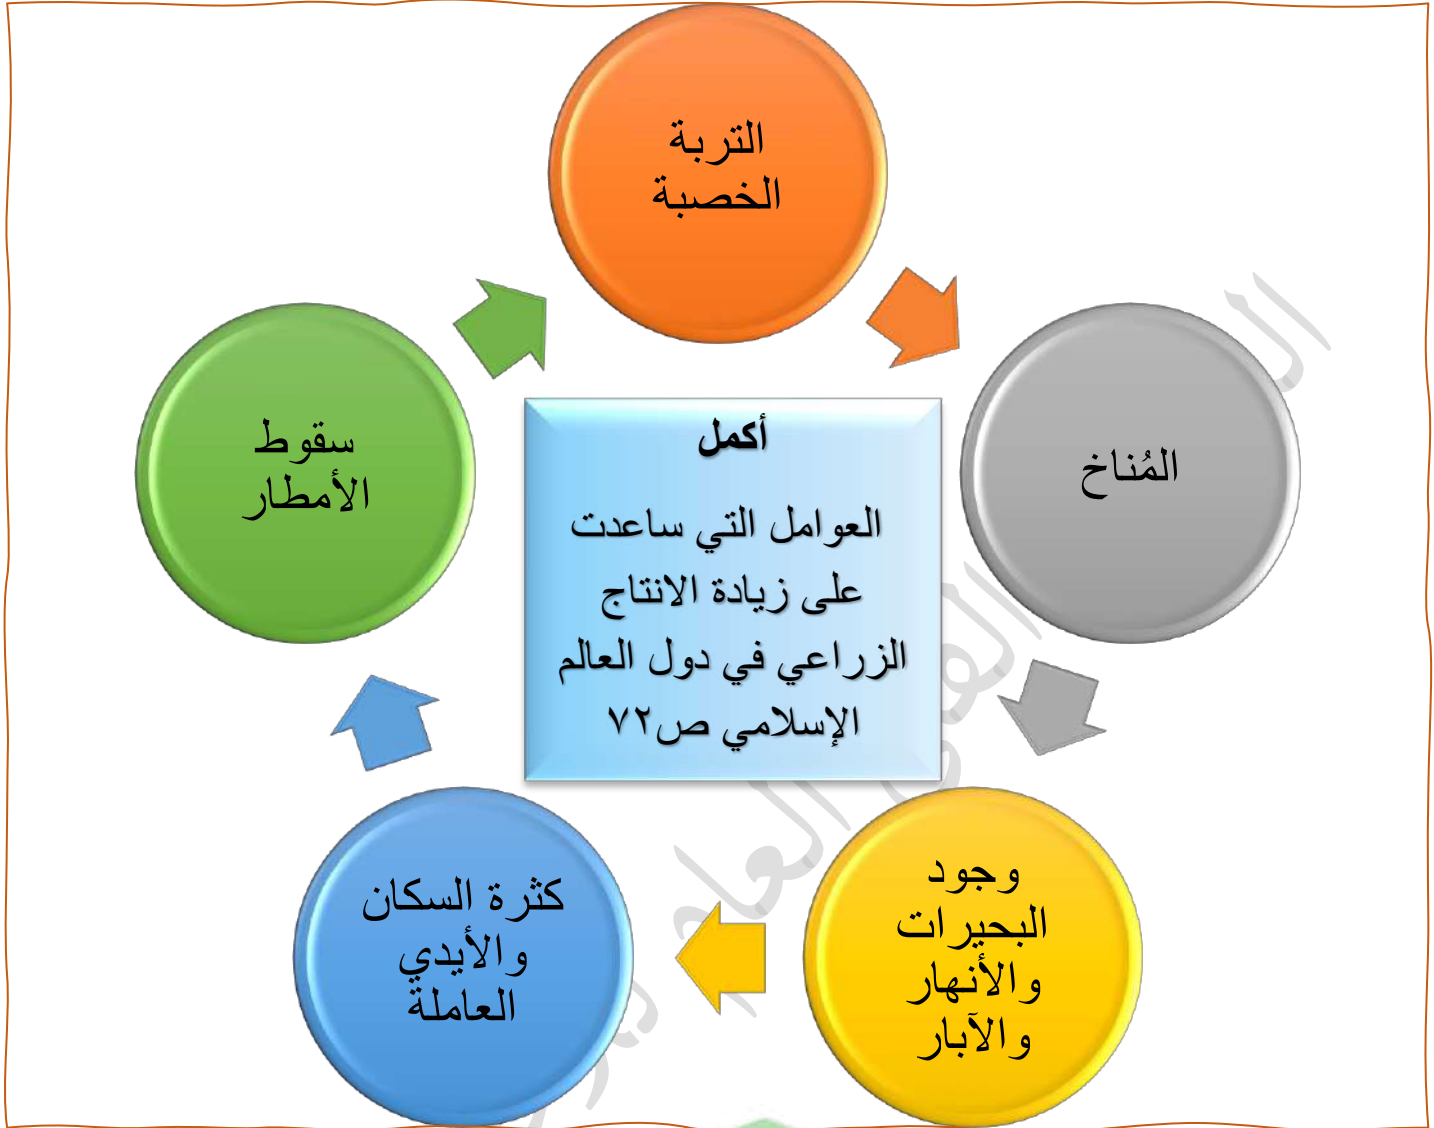 التربة
الخصبة
المُناخ
وجود
البحيرات
والأنهار
والآبار
كثرة السكان
والأيدي
العاملة
سقوط
الأمطار
أكمل
العوامل التي ساعدت
على زيادة الانتاج
الزراعي في دول العالم
الإسلامي ص٧٢